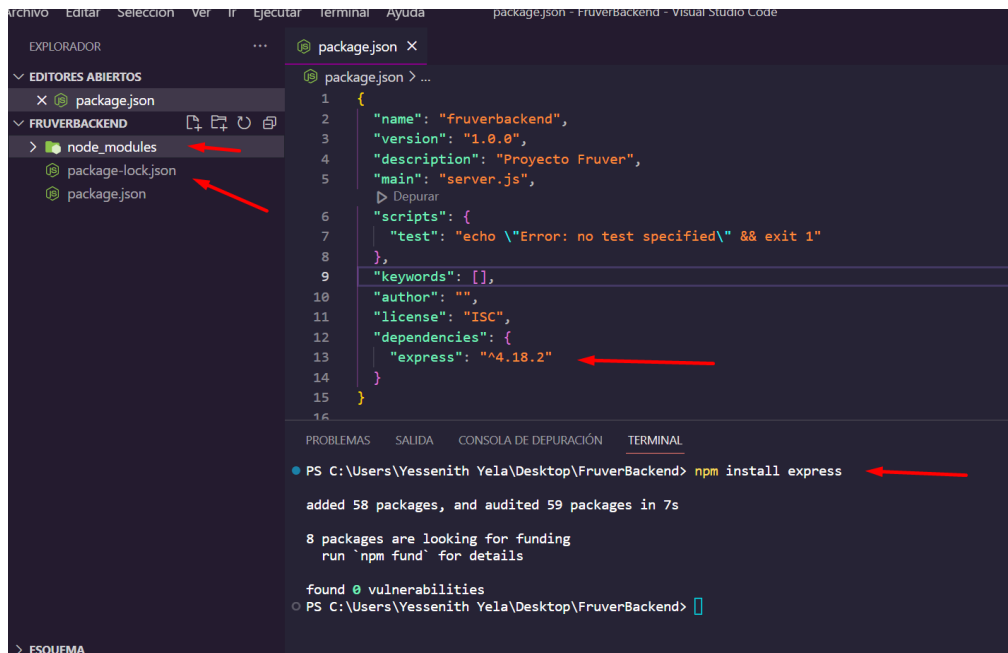 Archivo Editar Selección Ver Ir Ejecutar Terminal Ayuda package.json - FruverBackend - Visual Studio Code
EXPLORADOR ...
EDITORES ABIERTOS
package.json
FRUVERBACKEND
node_modules
package-lock.json
package.json
package.json
package.json > ...
1 {
2 "name": "fruverbackend",
3 "version": "1.0.0",
4 "description": "Proyecto Fruver",
5 "main": "server.js",
Depurar
6 "scripts": {
7 "test": "echo \"Error: no test specified\" && exit 1"
8 },
9 "keywords": [],
10 "author": "",
11 "license": "ISC",
12 "dependencies": {
13 "express": "^4.18.2"
14 }
15 }
16
PROBLEMAS SALIDA CONSOLA DE DEPURACIÓN TERMINAL
PS C:\Users\Yessenith Yela\Desktop\FruverBackend> npm install express
added 58 packages, and audited 59 packages in 7s
8 packages are looking for funding
run `npm fund` for details
found 0 vulnerabilities
PS C:\Users\Yessenith Yela\Desktop\FruverBackend>
ESQUEMA